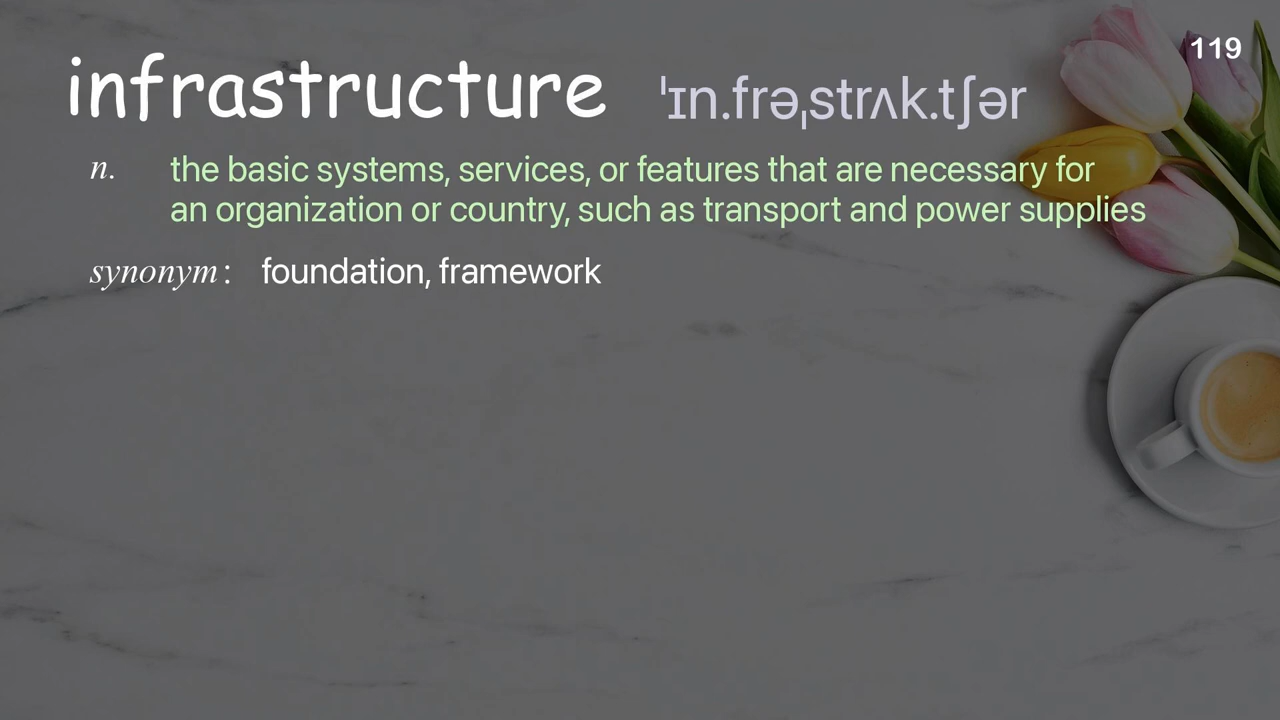 119
infrastructure ˈɪn.frəˌstrʌk.tʃər
n. the basic systems, services, or features that are necessary for
an organization or country, such as transport and power supplies
synonym: foundation, framework